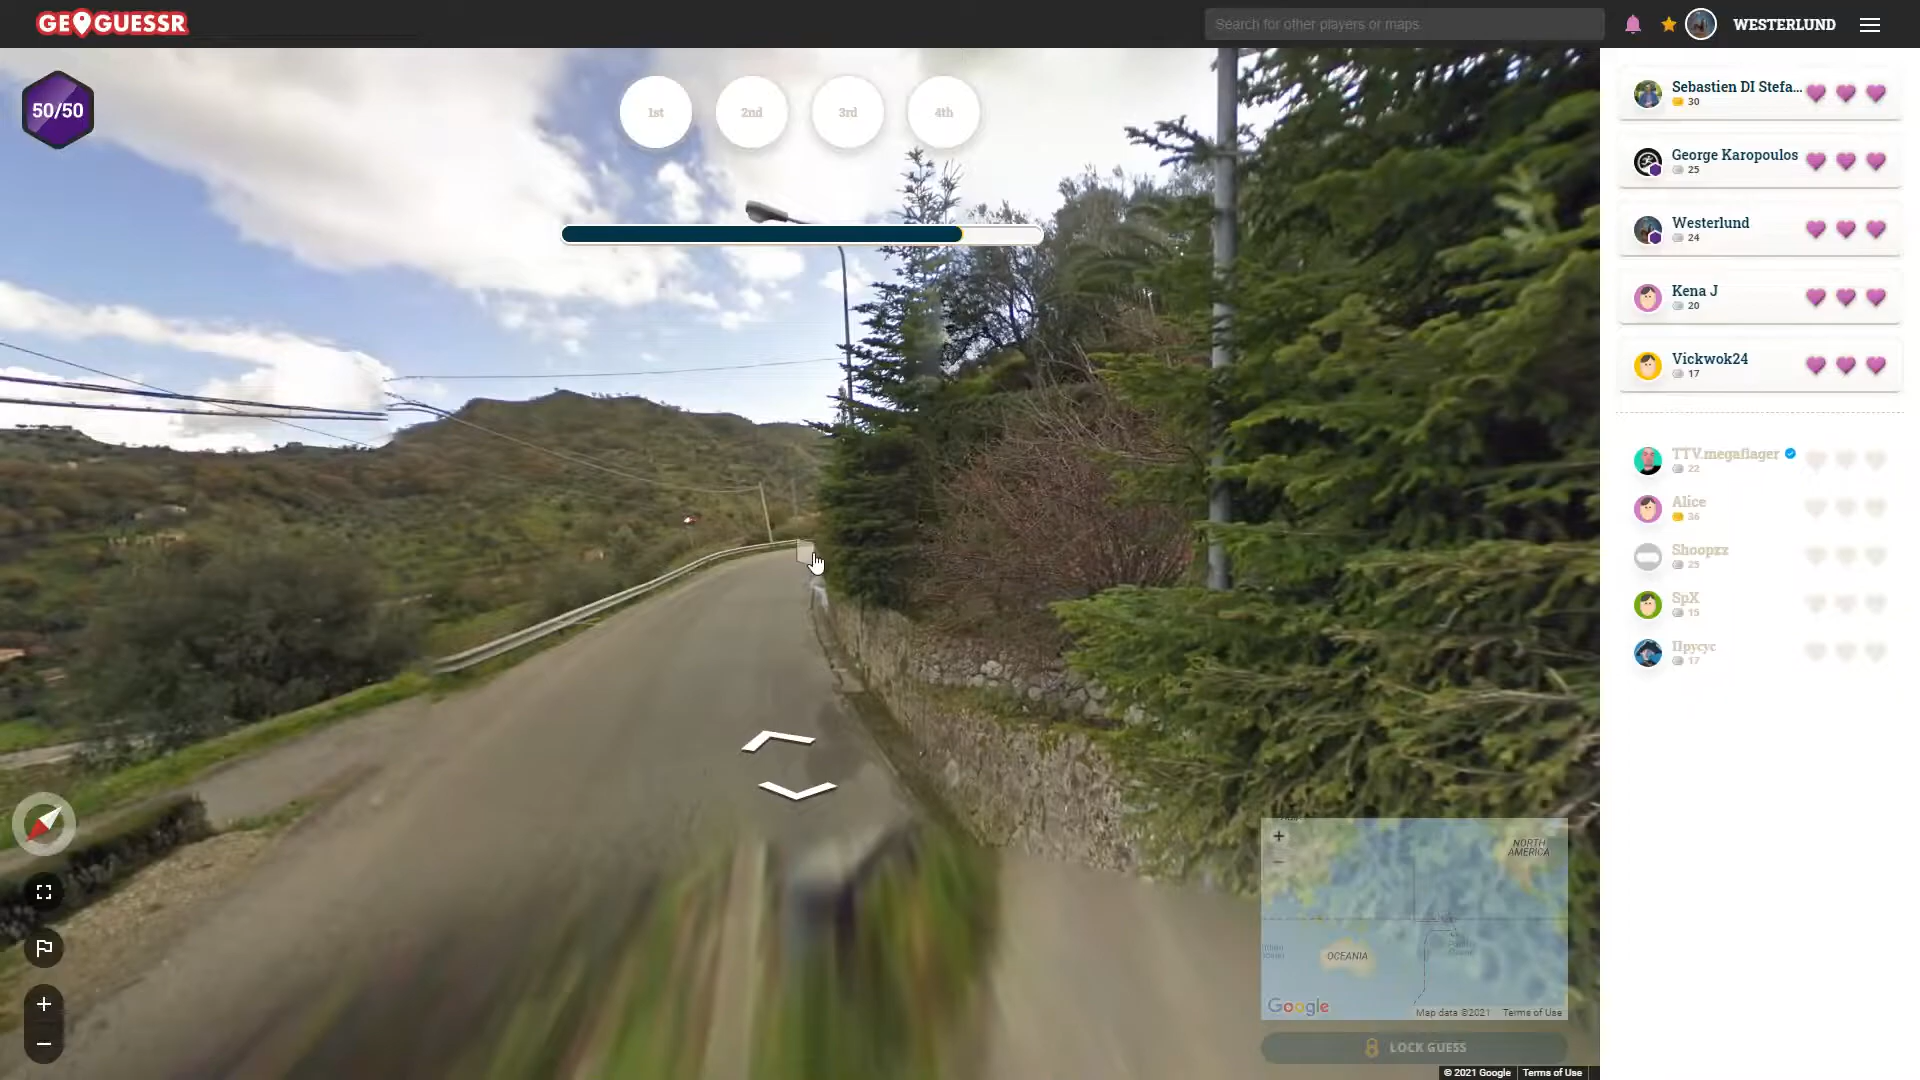 GEOGUESSR
Search for other players or maps
WESTERLUND
50/50
1st
2nd
3rd
4th
Sebastien DI Stefa...
30
George Karopoulos
25
Westerlund
24
Kena J
20
Vickwok24
17
TTV.megaflager
22
Alice
36
Shoopzz
25
SpX
15
Прусус
17
+
−
NORTH
AMERICA
OCEANIA
Google
Map data ©2021
Terms of Use
LOCK GUESS
+
−
© 2021 Google
Terms of Use